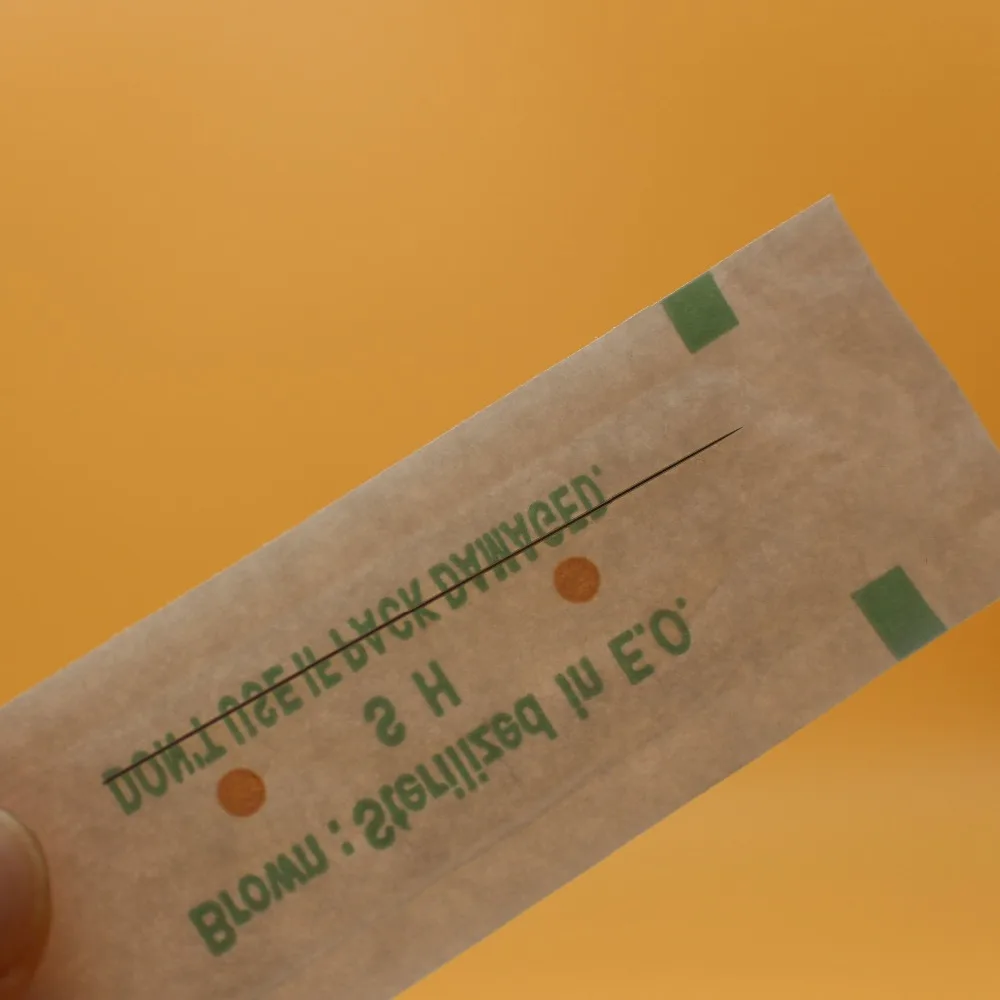 DON'T USE IF PACK DAMAGED.
S H
Brown : Sterilized in E.O.